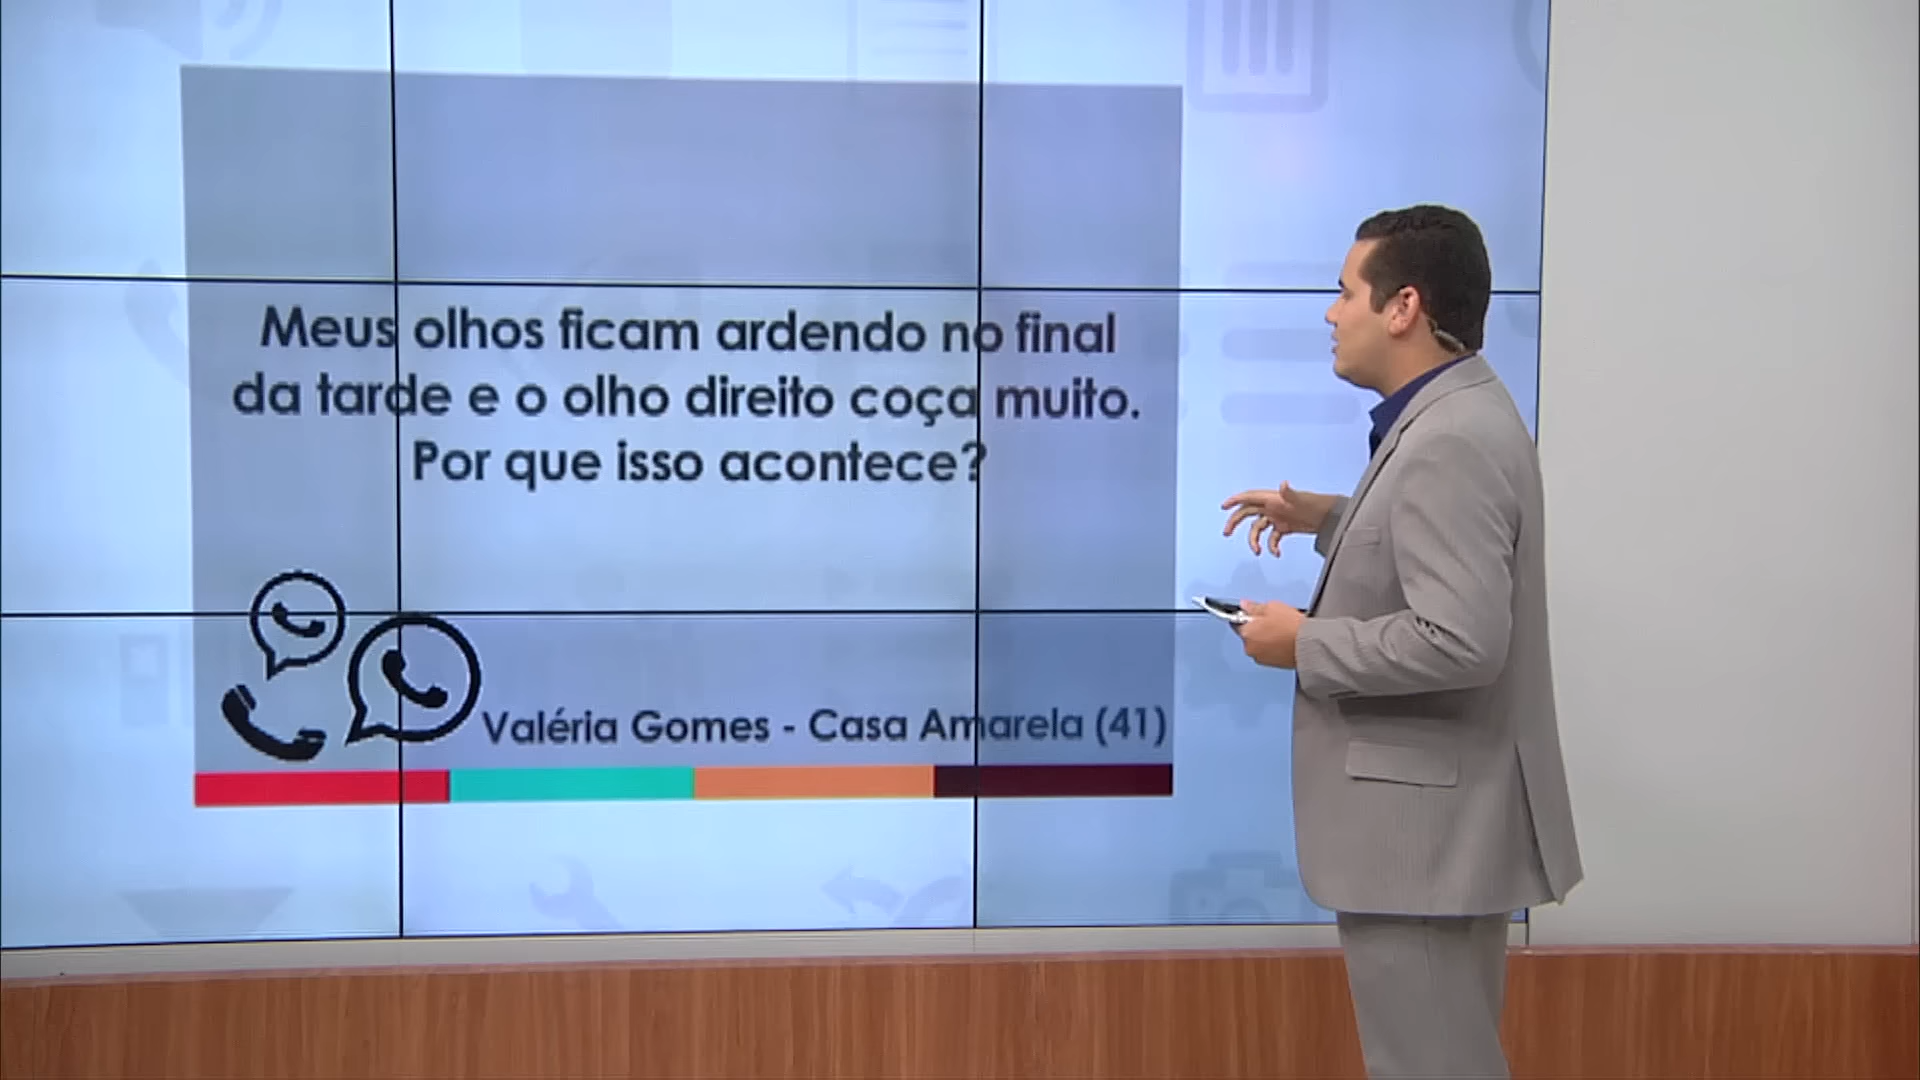 Meus olhos ficam ardendo no final
da tarde e o olho direito coça muito.
Por que isso acontece?
Valéria Gomes - Casa Amarela (41)